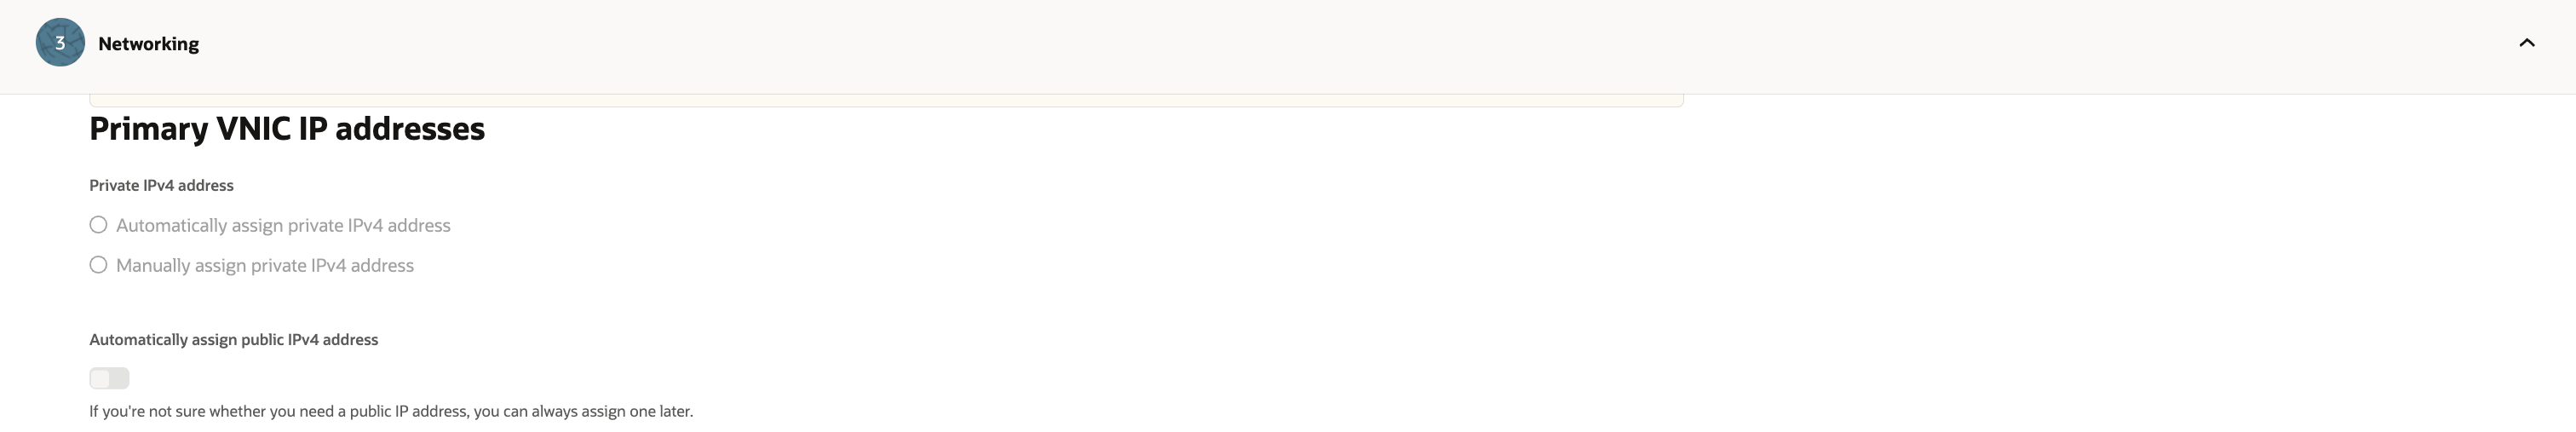 3
Networking
Primary VNIC IP addresses
Private IPv4 address
Automatically assign private IPv4 address
Manually assign private IPv4 address
Automatically assign public IPv4 address
If you're not sure whether you need a public IP address, you can always assign one later.